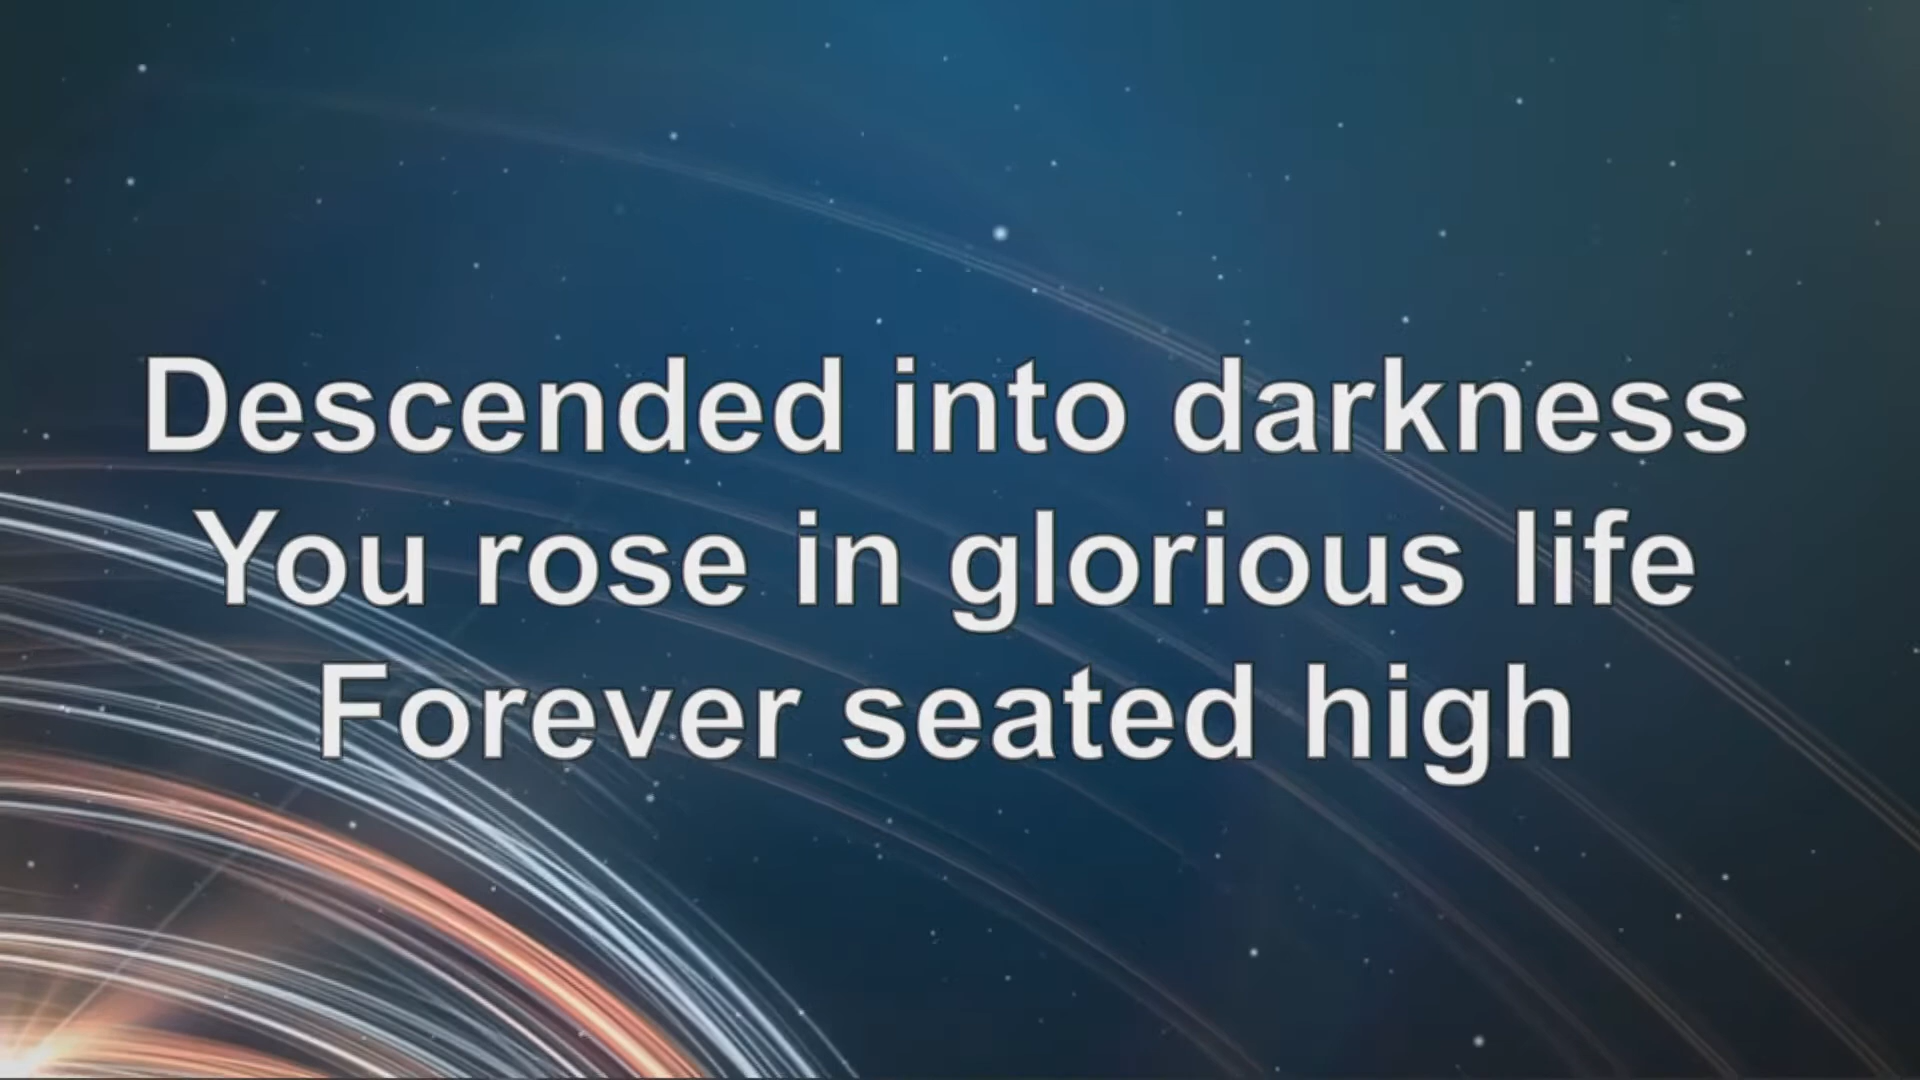 Descended into darkness
You rose in glorious life
Forever seated high